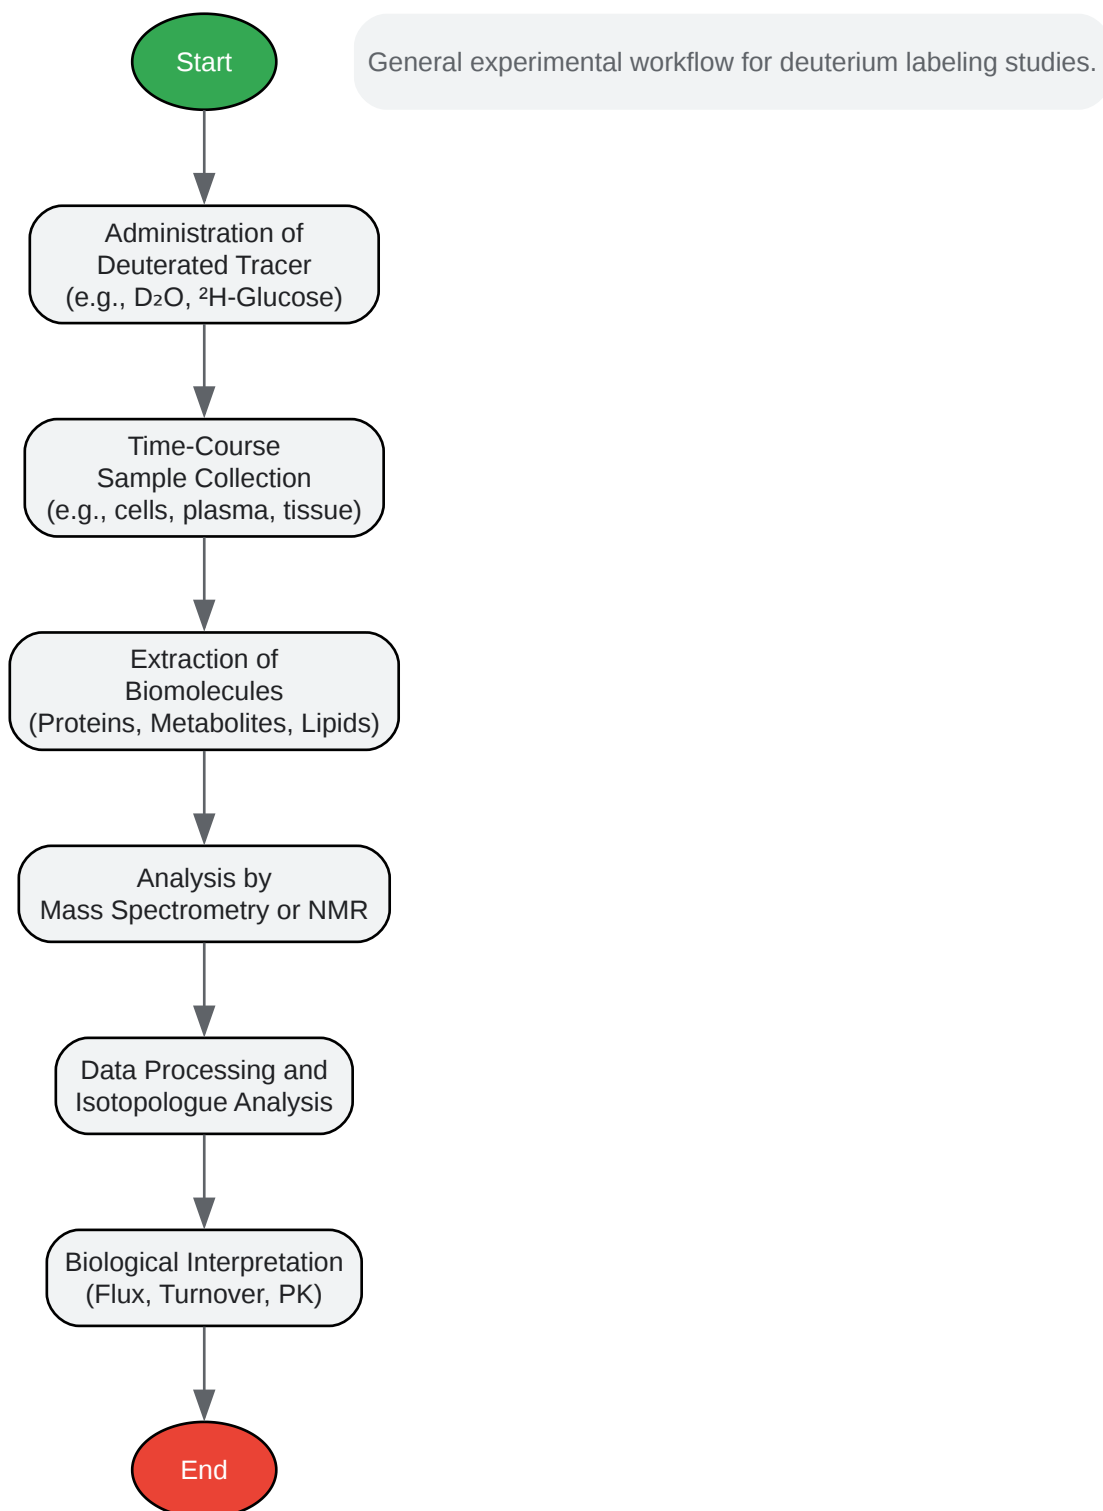 Start
General experimental workflow for deuterium labeling studies.
Administration of
Deuterated Tracer
(e.g., D₂O, ²H-Glucose)
Time-Course
Sample Collection
(e.g., cells, plasma, tissue)
Extraction of
Biomolecules
(Proteins, Metabolites, Lipids)
Analysis by
Mass Spectrometry or NMR
Data Processing and
Isotopologue Analysis
Biological Interpretation
(Flux, Turnover, PK)
End